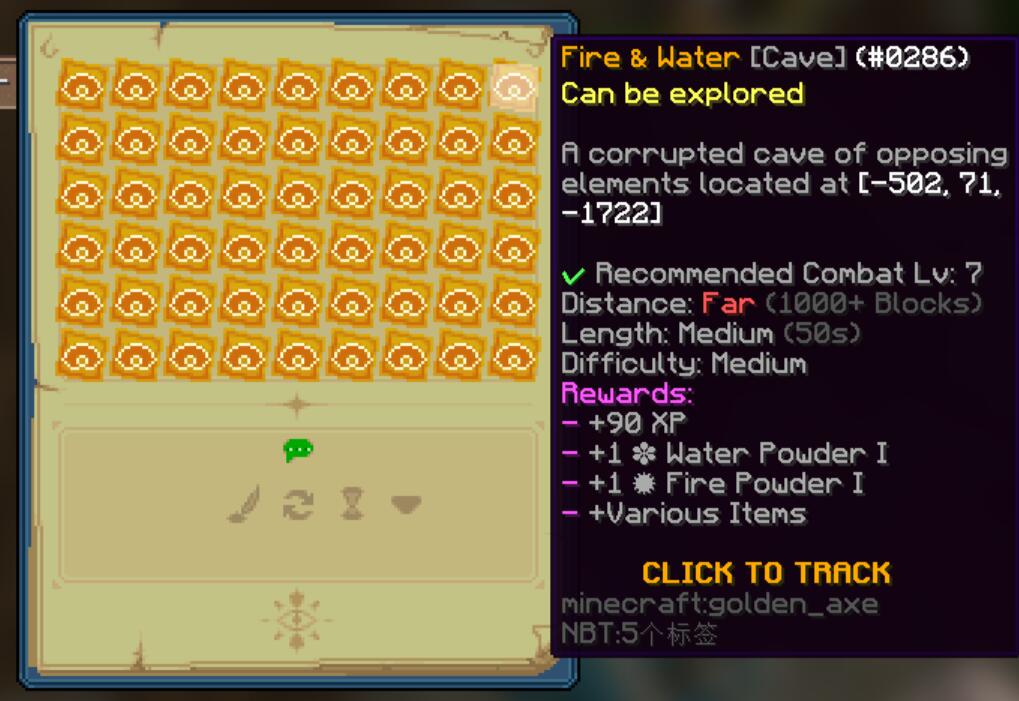 Fire & Water [Cave] (#0286)
Can be explored
A corrupted cave of opposing
elements located at [-502, 71,
-1722]
✓ Recommended Combat Lv: 7
Distance: Far (1000+ Blocks)
Length: Medium (50s)
Difficulty: Medium
Rewards:
- +90 XP
- +1 ❉ Water Powder I
- +1 ✹ Fire Powder I
- +Various Items
CLICK TO TRACK
minecraft:golden_axe
NBT:5个标签